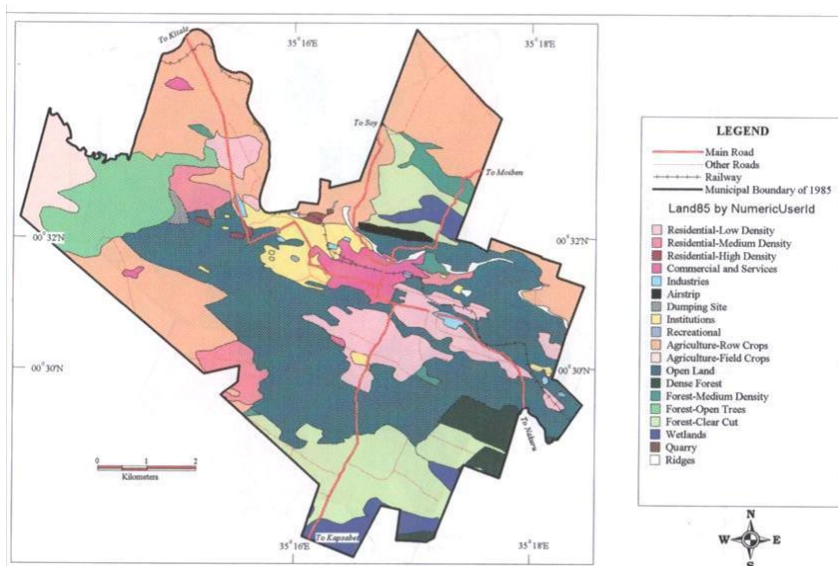 35°16'E
35°18'E
To Kitale
To Soy
To Moiben
00°32'N
00°32'N
00°30'N
00°30'N
To Nakuru
To Kapsabet
0 1 2
Kilometers
35°16'E
35°18'E
LEGEND
Main Road
Other Roads
Railway
Municipal Boundary of 1985
Land85 by NumericUserId
Residential-Low Density
Residential-Medium Density
Residential-High Density
Commercial and Services
Industries
Airstrip
Dumping Site
Institutions
Recreational
Agriculture-Row Crops
Agriculture-Field Crops
Open Land
Dense Forest
Forest-Medium Density
Forest-Open Trees
Forest-Clear Cut
Wetlands
Quarry
Ridges
N
W E
S